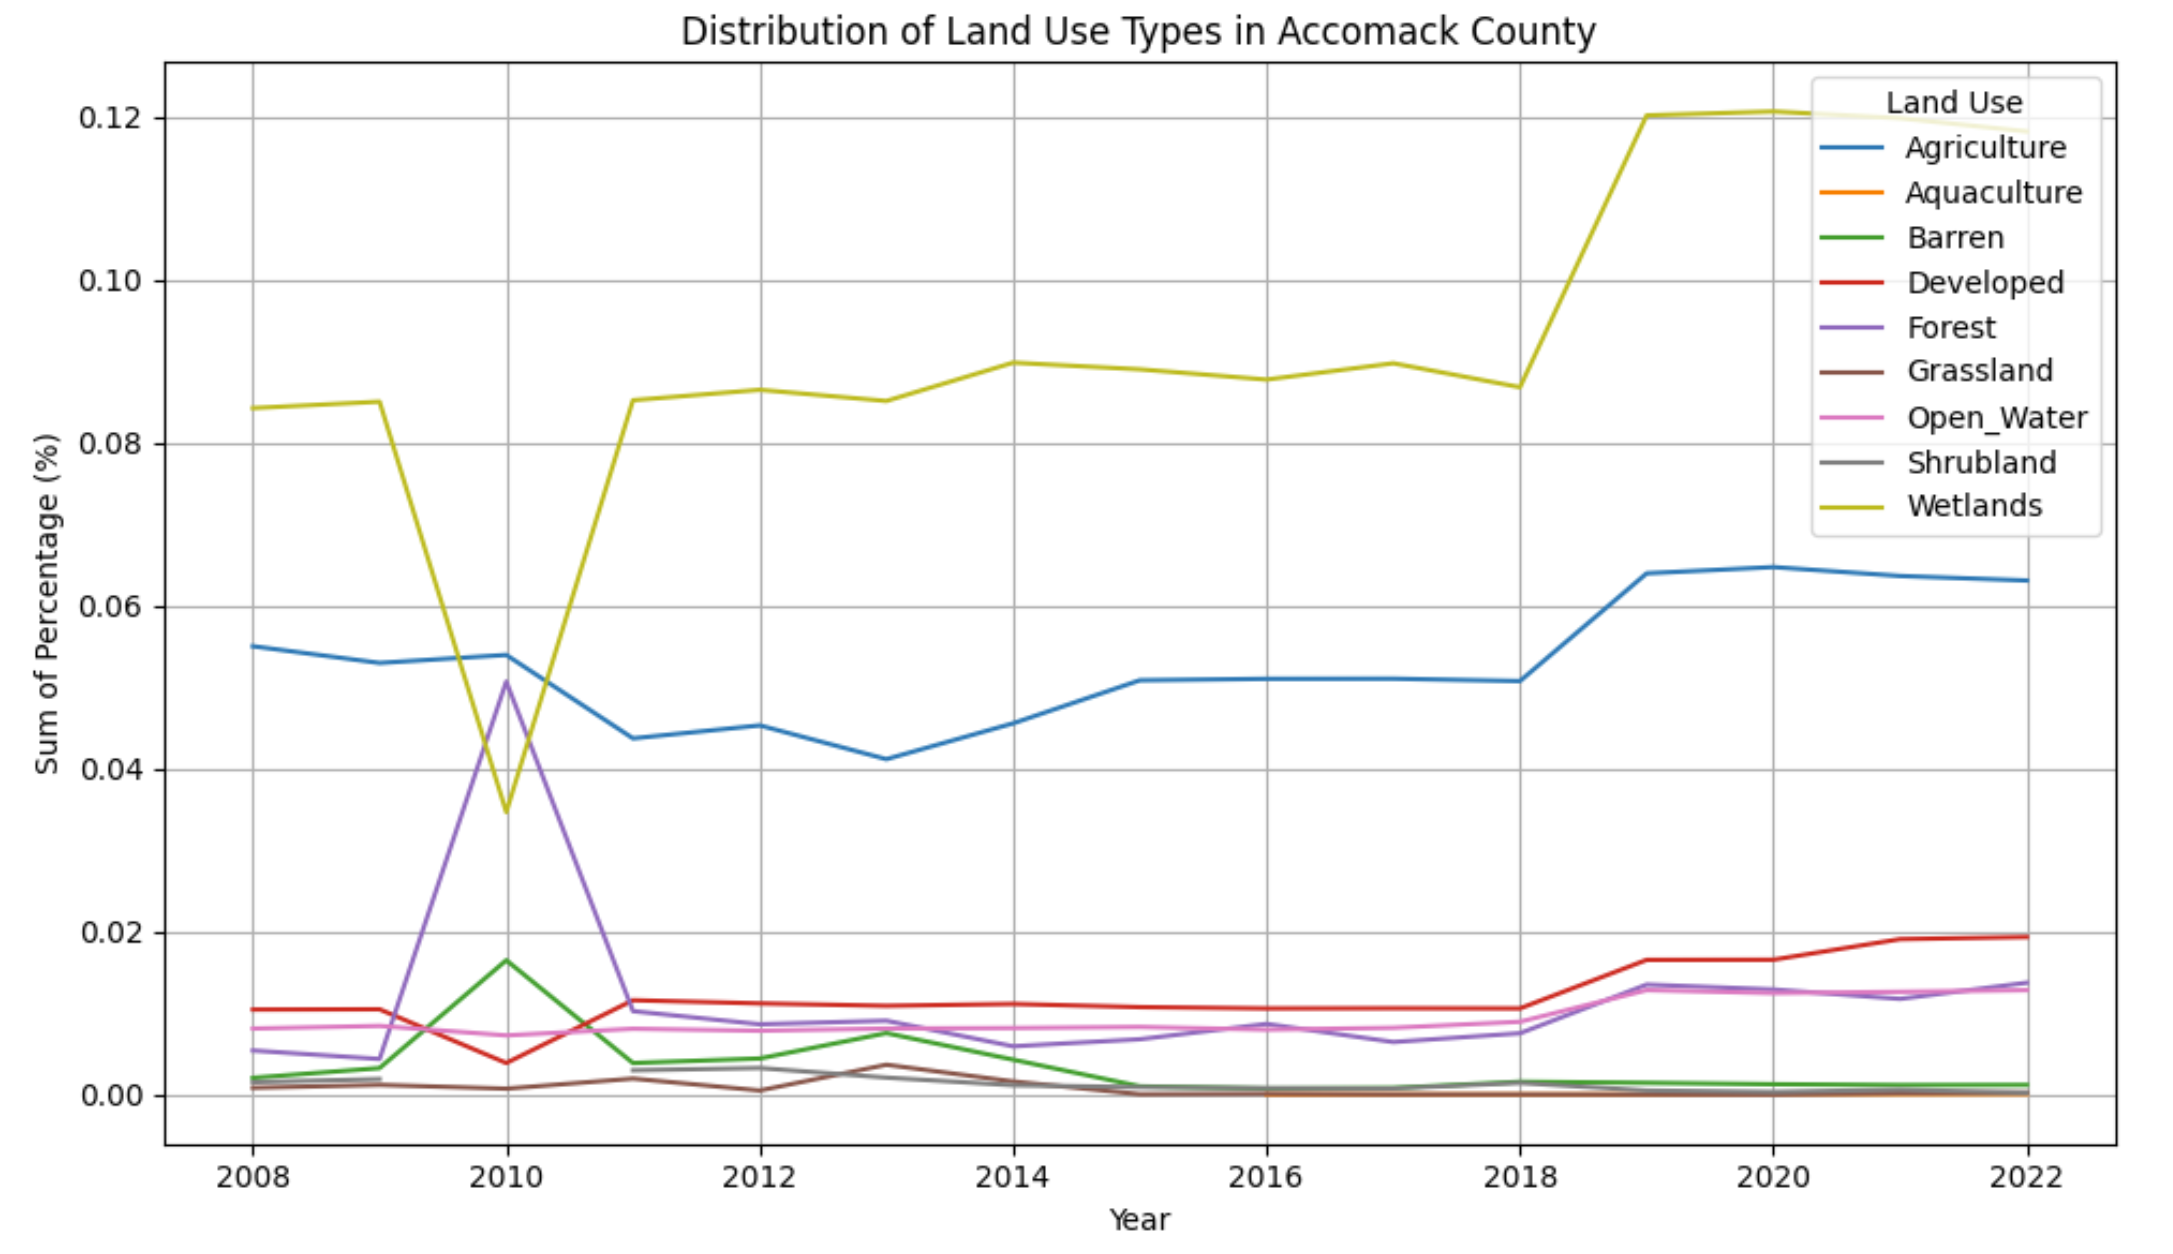 Distribution of Land Use Types in Accomack County
Sum of Percentage (%)
0.12
0.10
0.08
0.06
0.04
0.02
0.00
Land Use
Agriculture
Aquaculture
Barren
Developed
Forest
Grassland
Open_Water
Shrubland
Wetlands
2008 2010 2012 2014 2016 2018 2020 2022
Year